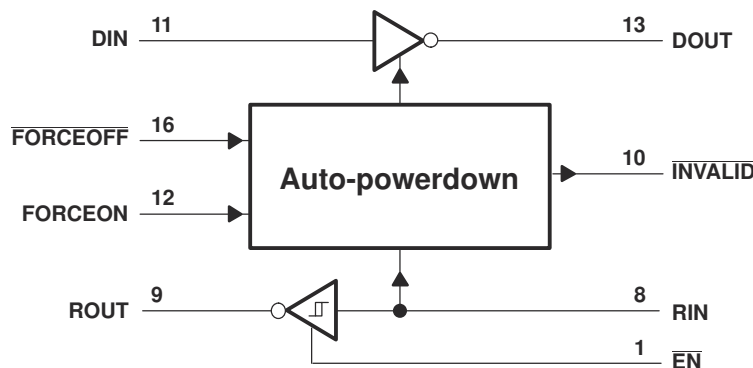 DIN 11 13 DOUT
FORCEOFF 16
Auto-powerdown
10 INVALID
FORCEON 12
ROUT 9 8 RIN
1 EN